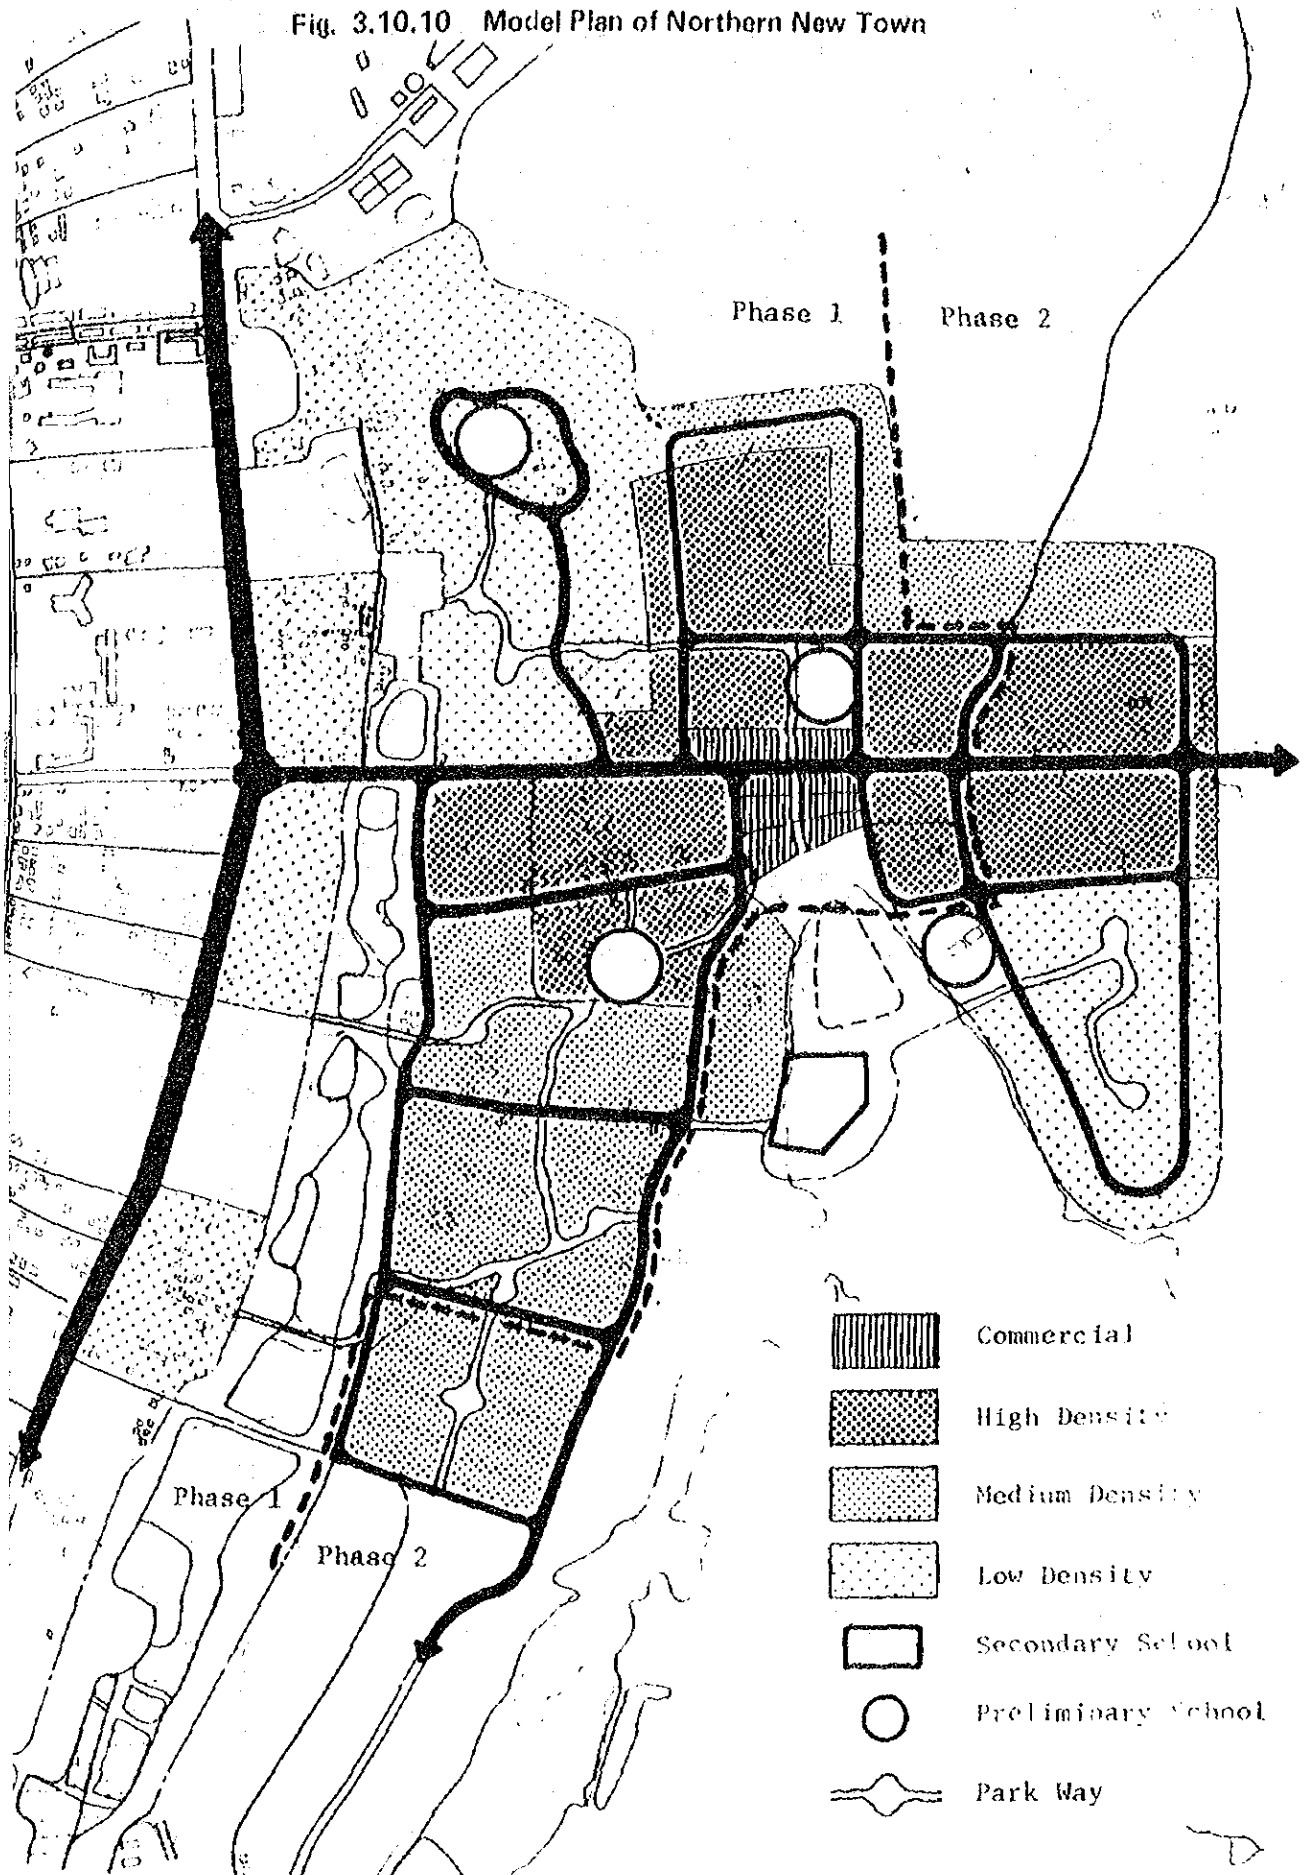 Fig. 3.10.10 Model Plan of Northern New Town
Phase 1
Phase 2
Phase 1
Phase 2
Commercial
High Density
Medium Density
Low Density
Secondary School
Preliminary School
Park Way